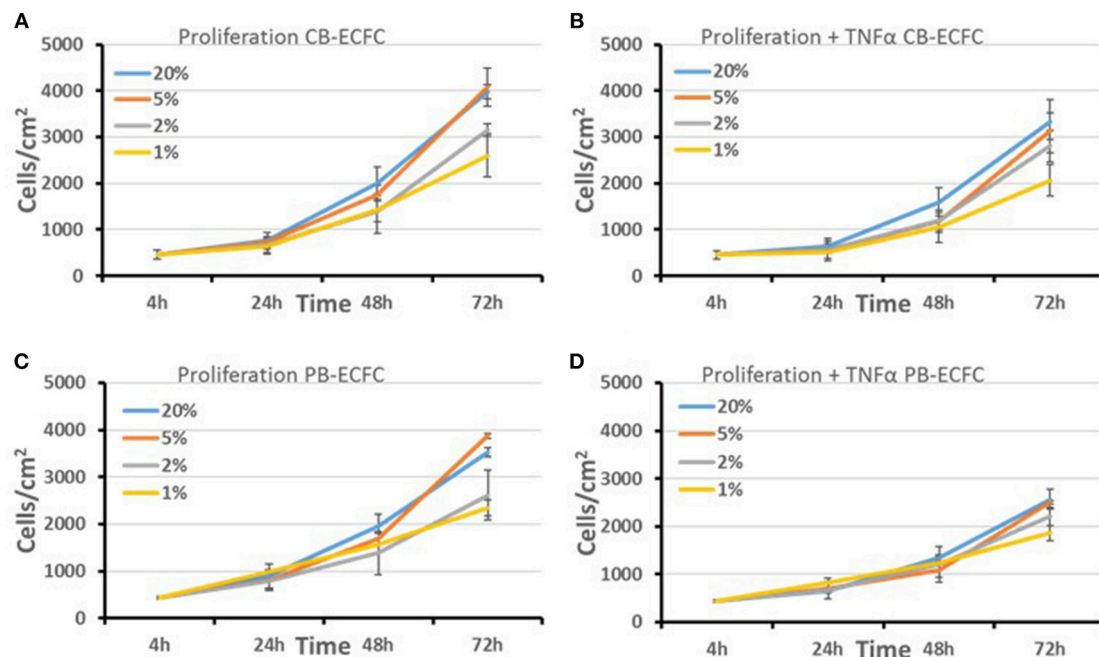 A
Proliferation CB-ECFC
5000
4000
3000
2000
1000
0
Cells/cm²
20%
5%
2%
1%
4h
24h
Time
48h
72h
B
Proliferation + TNFα CB-ECFC
5000
4000
3000
2000
1000
0
Cells/cm²
20%
5%
2%
1%
4h
24h
Time
48h
72h
C
Proliferation PB-ECFC
5000
4000
3000
2000
1000
0
Cells/cm²
20%
5%
2%
1%
4h
24h
Time
48h
72h
D
Proliferation + TNFα PB-ECFC
5000
4000
3000
2000
1000
0
Cells/cm²
20%
5%
2%
1%
4h
24h
Time
48h
72h